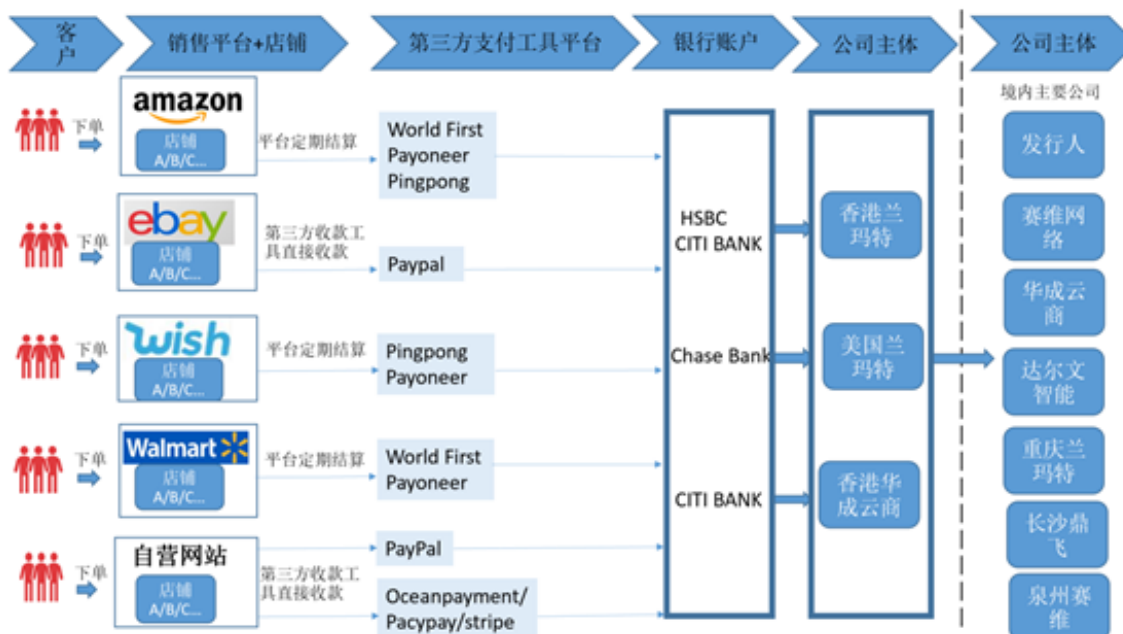 客
户
销售平台+店铺
第三方支付工具平台
银行账户
公司主体
公司主体
境内主要公司
下单
amazon
店铺
A/B/C...
平台定期结算
World First
Payoneer
Pingpong
发行人
下单
ebay
店铺
A/B/C...
第三方收款工
具直接收款
Paypal
HSBC
CITI BANK
香港兰
玛特
赛维网
络
华成云
商
下单
wish
店铺
A/B/C...
平台定期结算
Pingpong
Payoneer
Chase Bank
美国兰
玛特
达尔文
智能
下单
Walmart
店铺
A/B/C...
平台定期结算
World First
Payoneer
CITI BANK
香港华
成云商
重庆兰
玛特
长沙鼎
飞
下单
自营网站
店铺
A/B/C...
第三方收款工
具直接收款
PayPal
Oceanpayment/
Pacypay/stripe
泉州赛
维